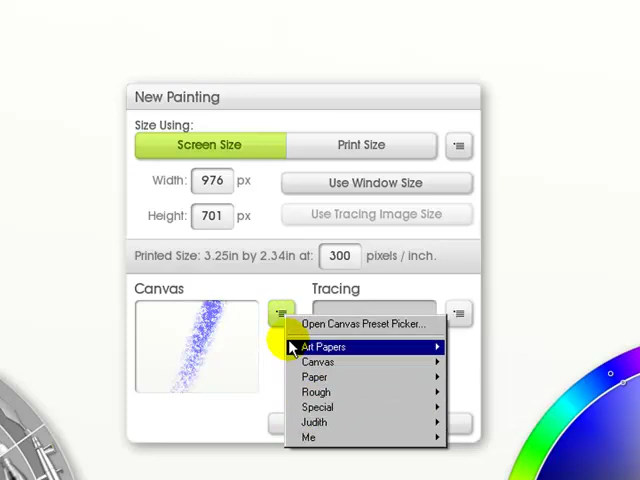 New Painting
Size Using:
Screen Size Print Size
Width: 976 px Use Window Size
Height: 701 px Use Tracing Image Size
Printed Size: 3.25in by 2.34in at: 300 pixels / inch.
Canvas Tracing
Open Canvas Preset Picker...
Art Papers
Canvas
Paper
Rough
Special
Judith
Me